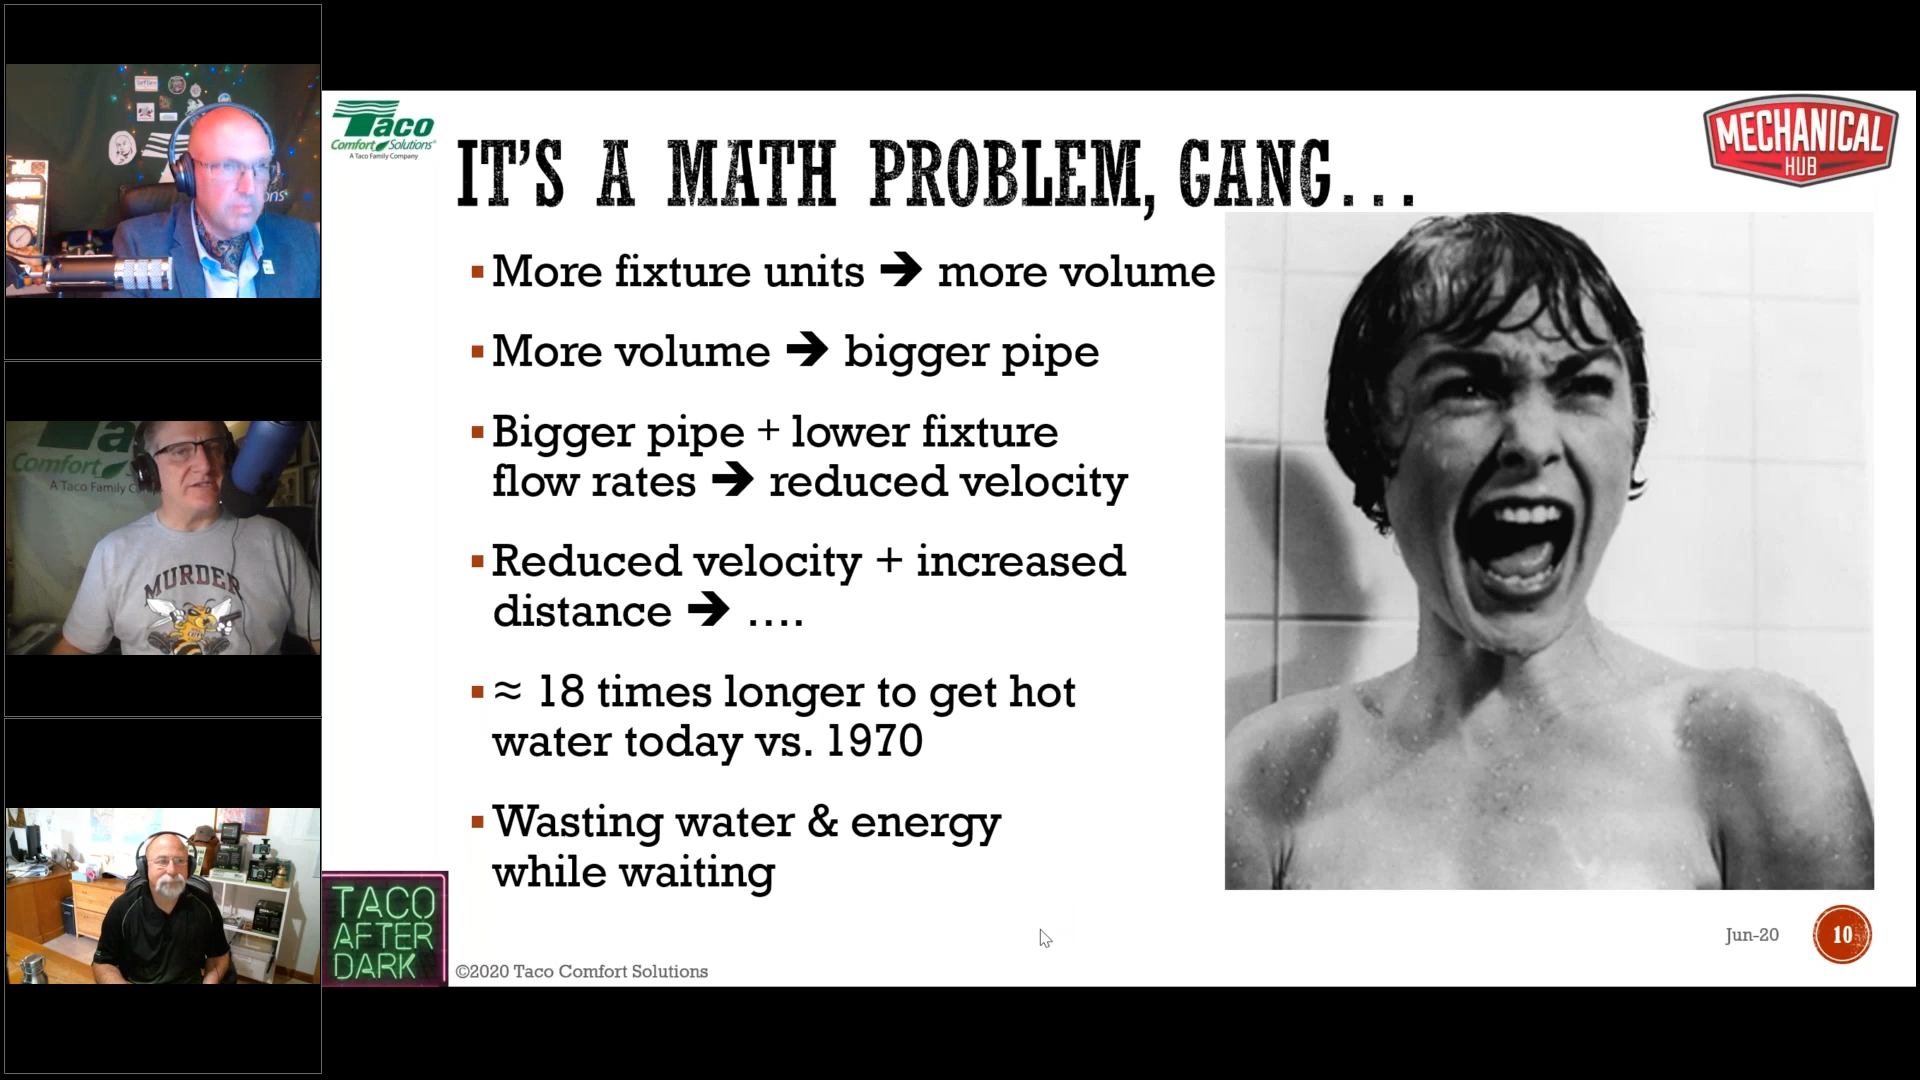 Taco
Comfort Solutions®
A Taco Family Company
MECHANICAL
HUB
IT'S A MATH PROBLEM, GANG...
▪ More fixture units ➔ more volume
▪ More volume ➔ bigger pipe
▪ Bigger pipe + lower fixture
flow rates ➔ reduced velocity
▪ Reduced velocity + increased
distance ➔ ....
▪ ≈ 18 times longer to get hot
water today vs. 1970
▪ Wasting water & energy
while waiting
TACO
AFTER
DARK
©2020 Taco Comfort Solutions
Jun-20
10
Comfort
A Taco Family
MURDER